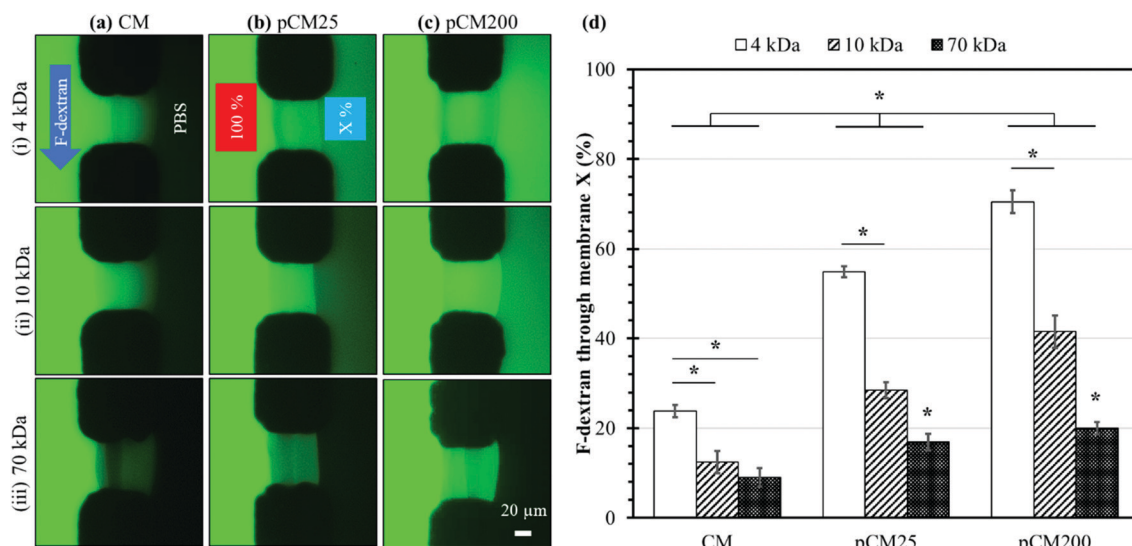 (a) CM
(b) pCM25
(c) pCM200
(d)
(i) 4 kDa
(ii) 10 kDa
(iii) 70 kDa
F-dextran
PBS
100 %
X %
20 µm
4 kDa
10 kDa
70 kDa
F-dextran through membrane X (%)
100
80
60
40
20
0
*
*
*
*
*
*
*
CM
pCM25
pCM200